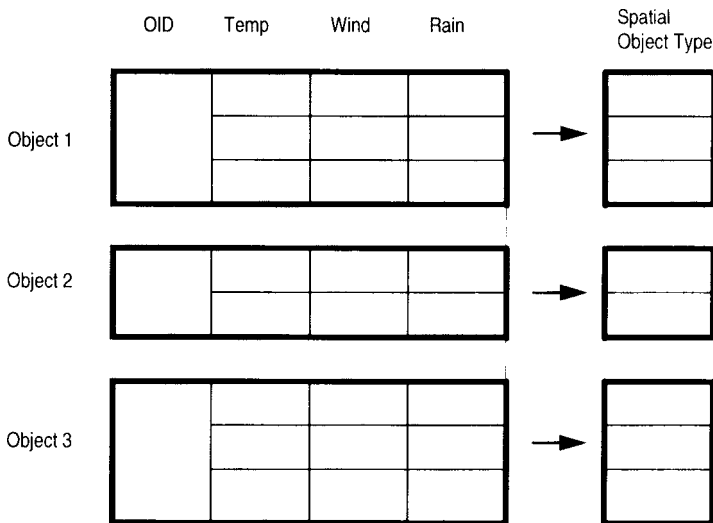 OID Temp Wind Rain
Spatial
Object Type
Object 1
Object 2
Object 3